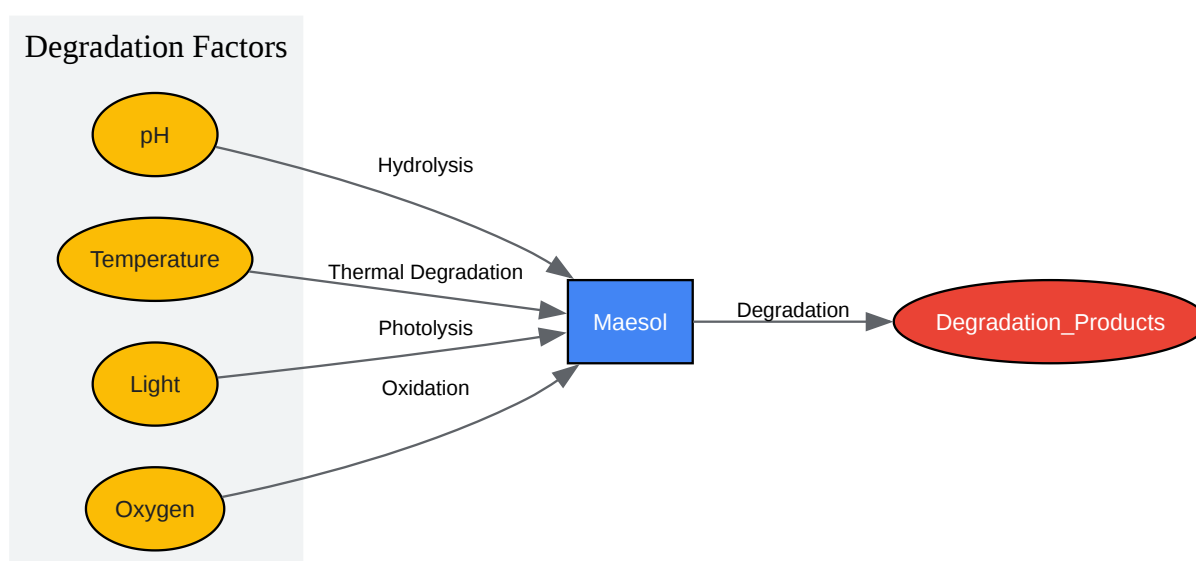 Degradation Factors
pH
Hydrolysis
Temperature
Thermal Degradation
Photolysis
Light
Oxidation
Oxygen
Maesol
Degradation
Degradation_Products